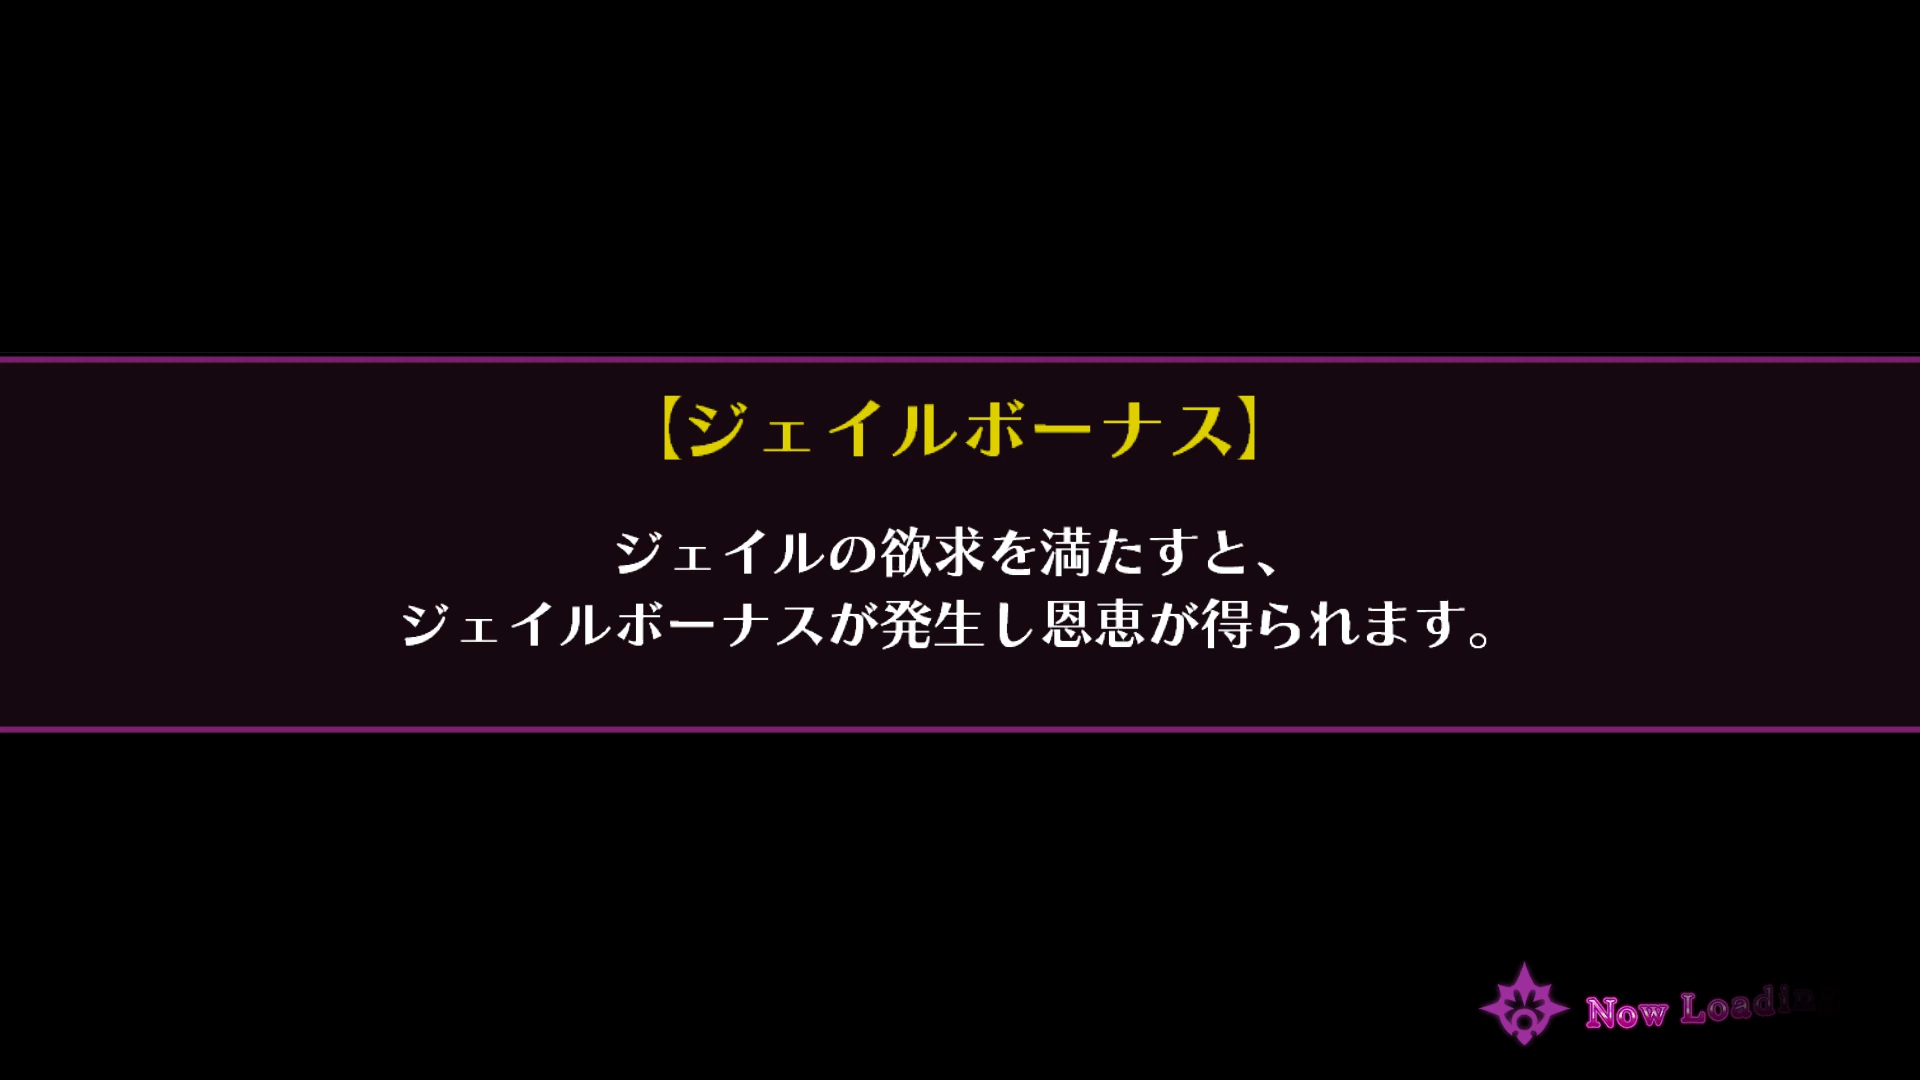 【ジェイルボーナス】
ジェイルの欲求を満たすと、
ジェイルボーナスが発生し恩恵が得られます。
Now